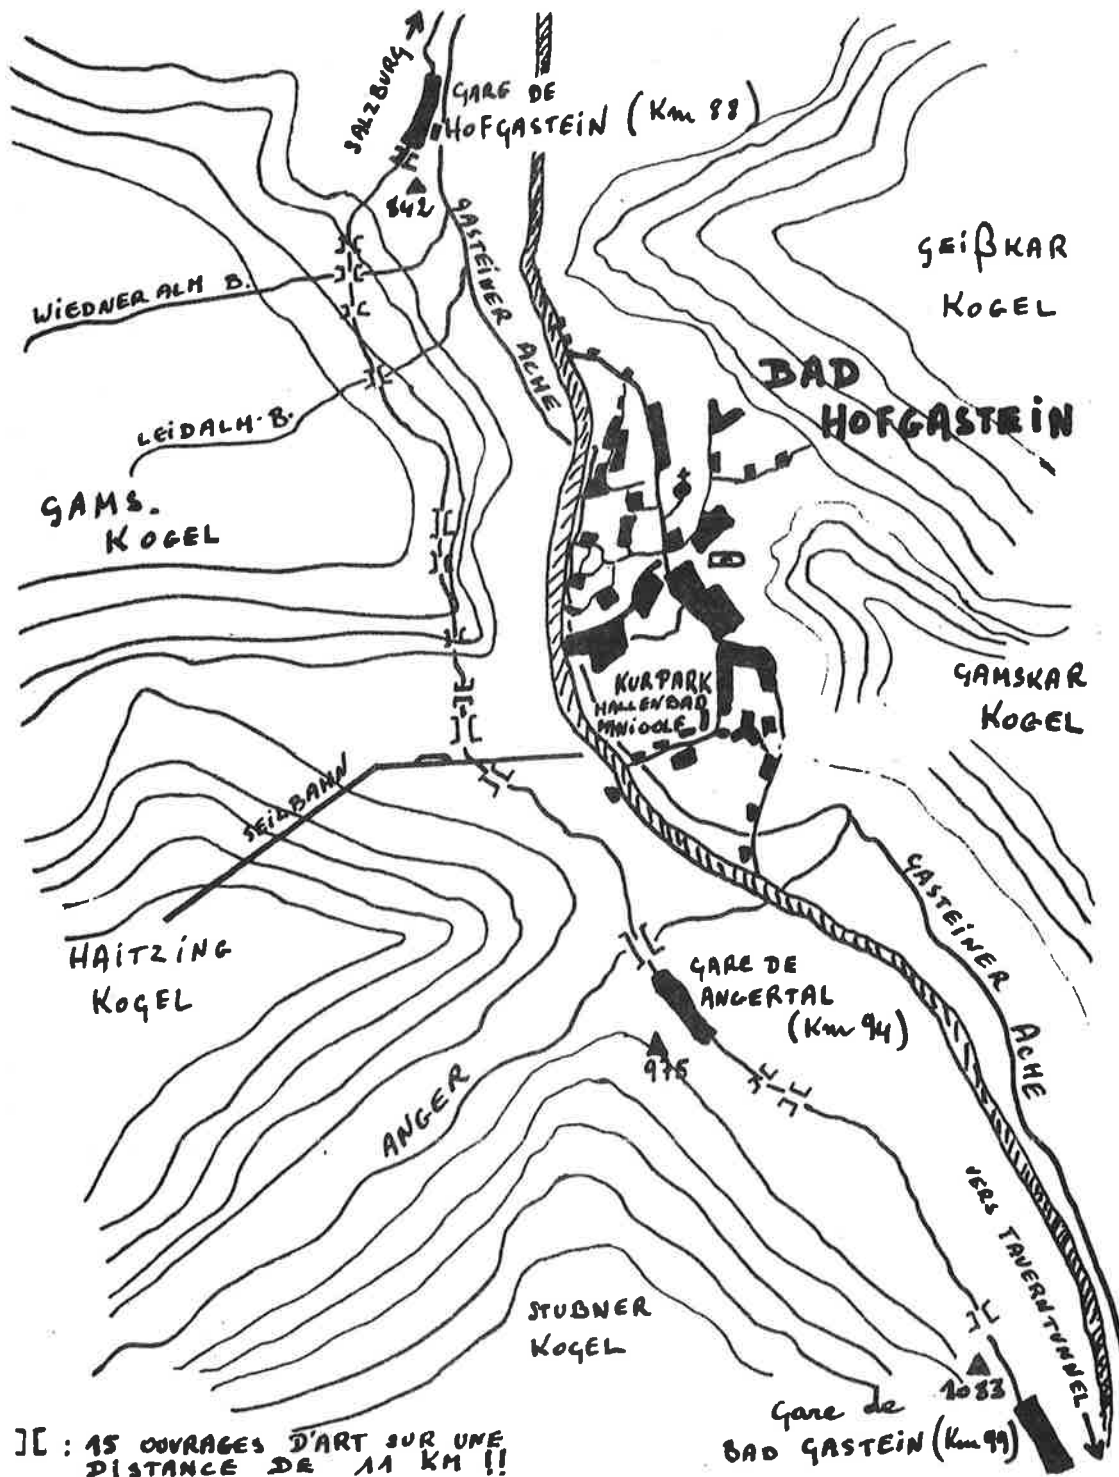 SALZBURG
GARE DE
HOFGASTEIN (Km 88)
842
GASTEINER ACHE
WIEDNER ALM B.
GEIßKAR
KOGEL
BAD
HOFGASTEIN
LEIDALM-B.
GAMS.
KOGEL
GAMSKAR
KOGEL
KURPARK
HALLENBAD
SEILBAHN
GASTEINER ACHE
HAITZING
KOGEL
GARE DE
ANGERTAL
(Km 94)
975
ANGER
VERS TAUERNTUNNEL
STUBNER
KOGEL
1083
Gare de
BAD GASTEIN (Km 99)
][ : 15 OUVRAGES D'ART SUR UNE
DISTANCE DE 11 KM !!